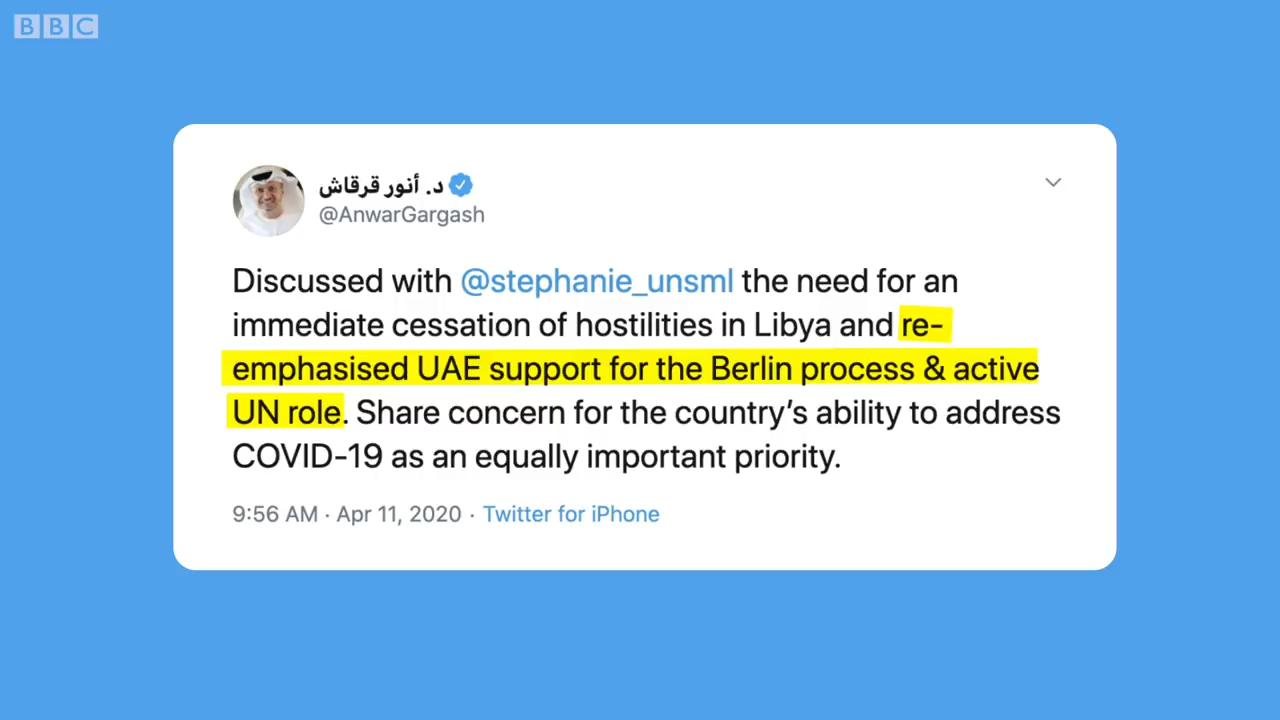 BBC
د. أنور قرقاش
@AnwarGargash
Discussed with @stephanie_unsml the need for an
immediate cessation of hostilities in Libya and re-
emphasised UAE support for the Berlin process & active
UN role. Share concern for the country’s ability to address
COVID-19 as an equally important priority.
9:56 AM · Apr 11, 2020 · Twitter for iPhone